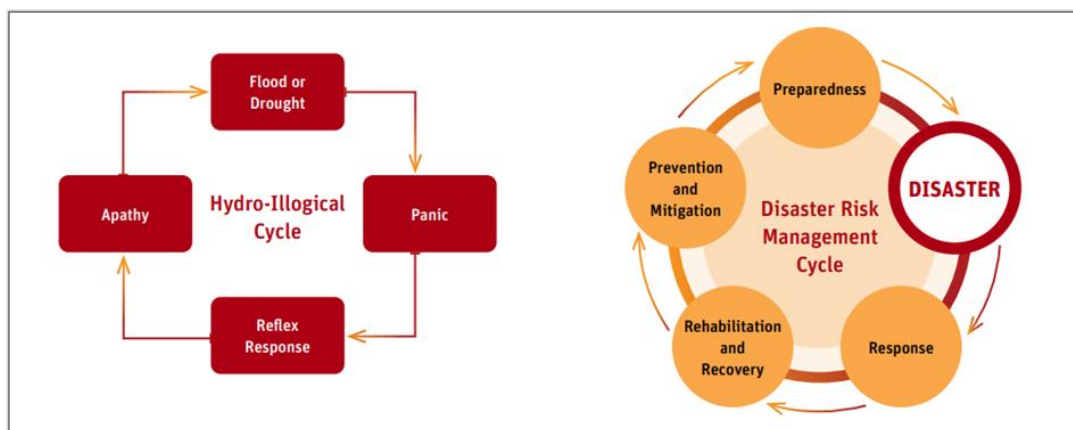 Flood or
Drought
Apathy
Hydro-Illogical
Cycle
Panic
Reflex
Response
Preparedness
Prevention
and
Mitigation
DISASTER
Disaster Risk
Management
Cycle
Rehabilitation
and
Recovery
Response